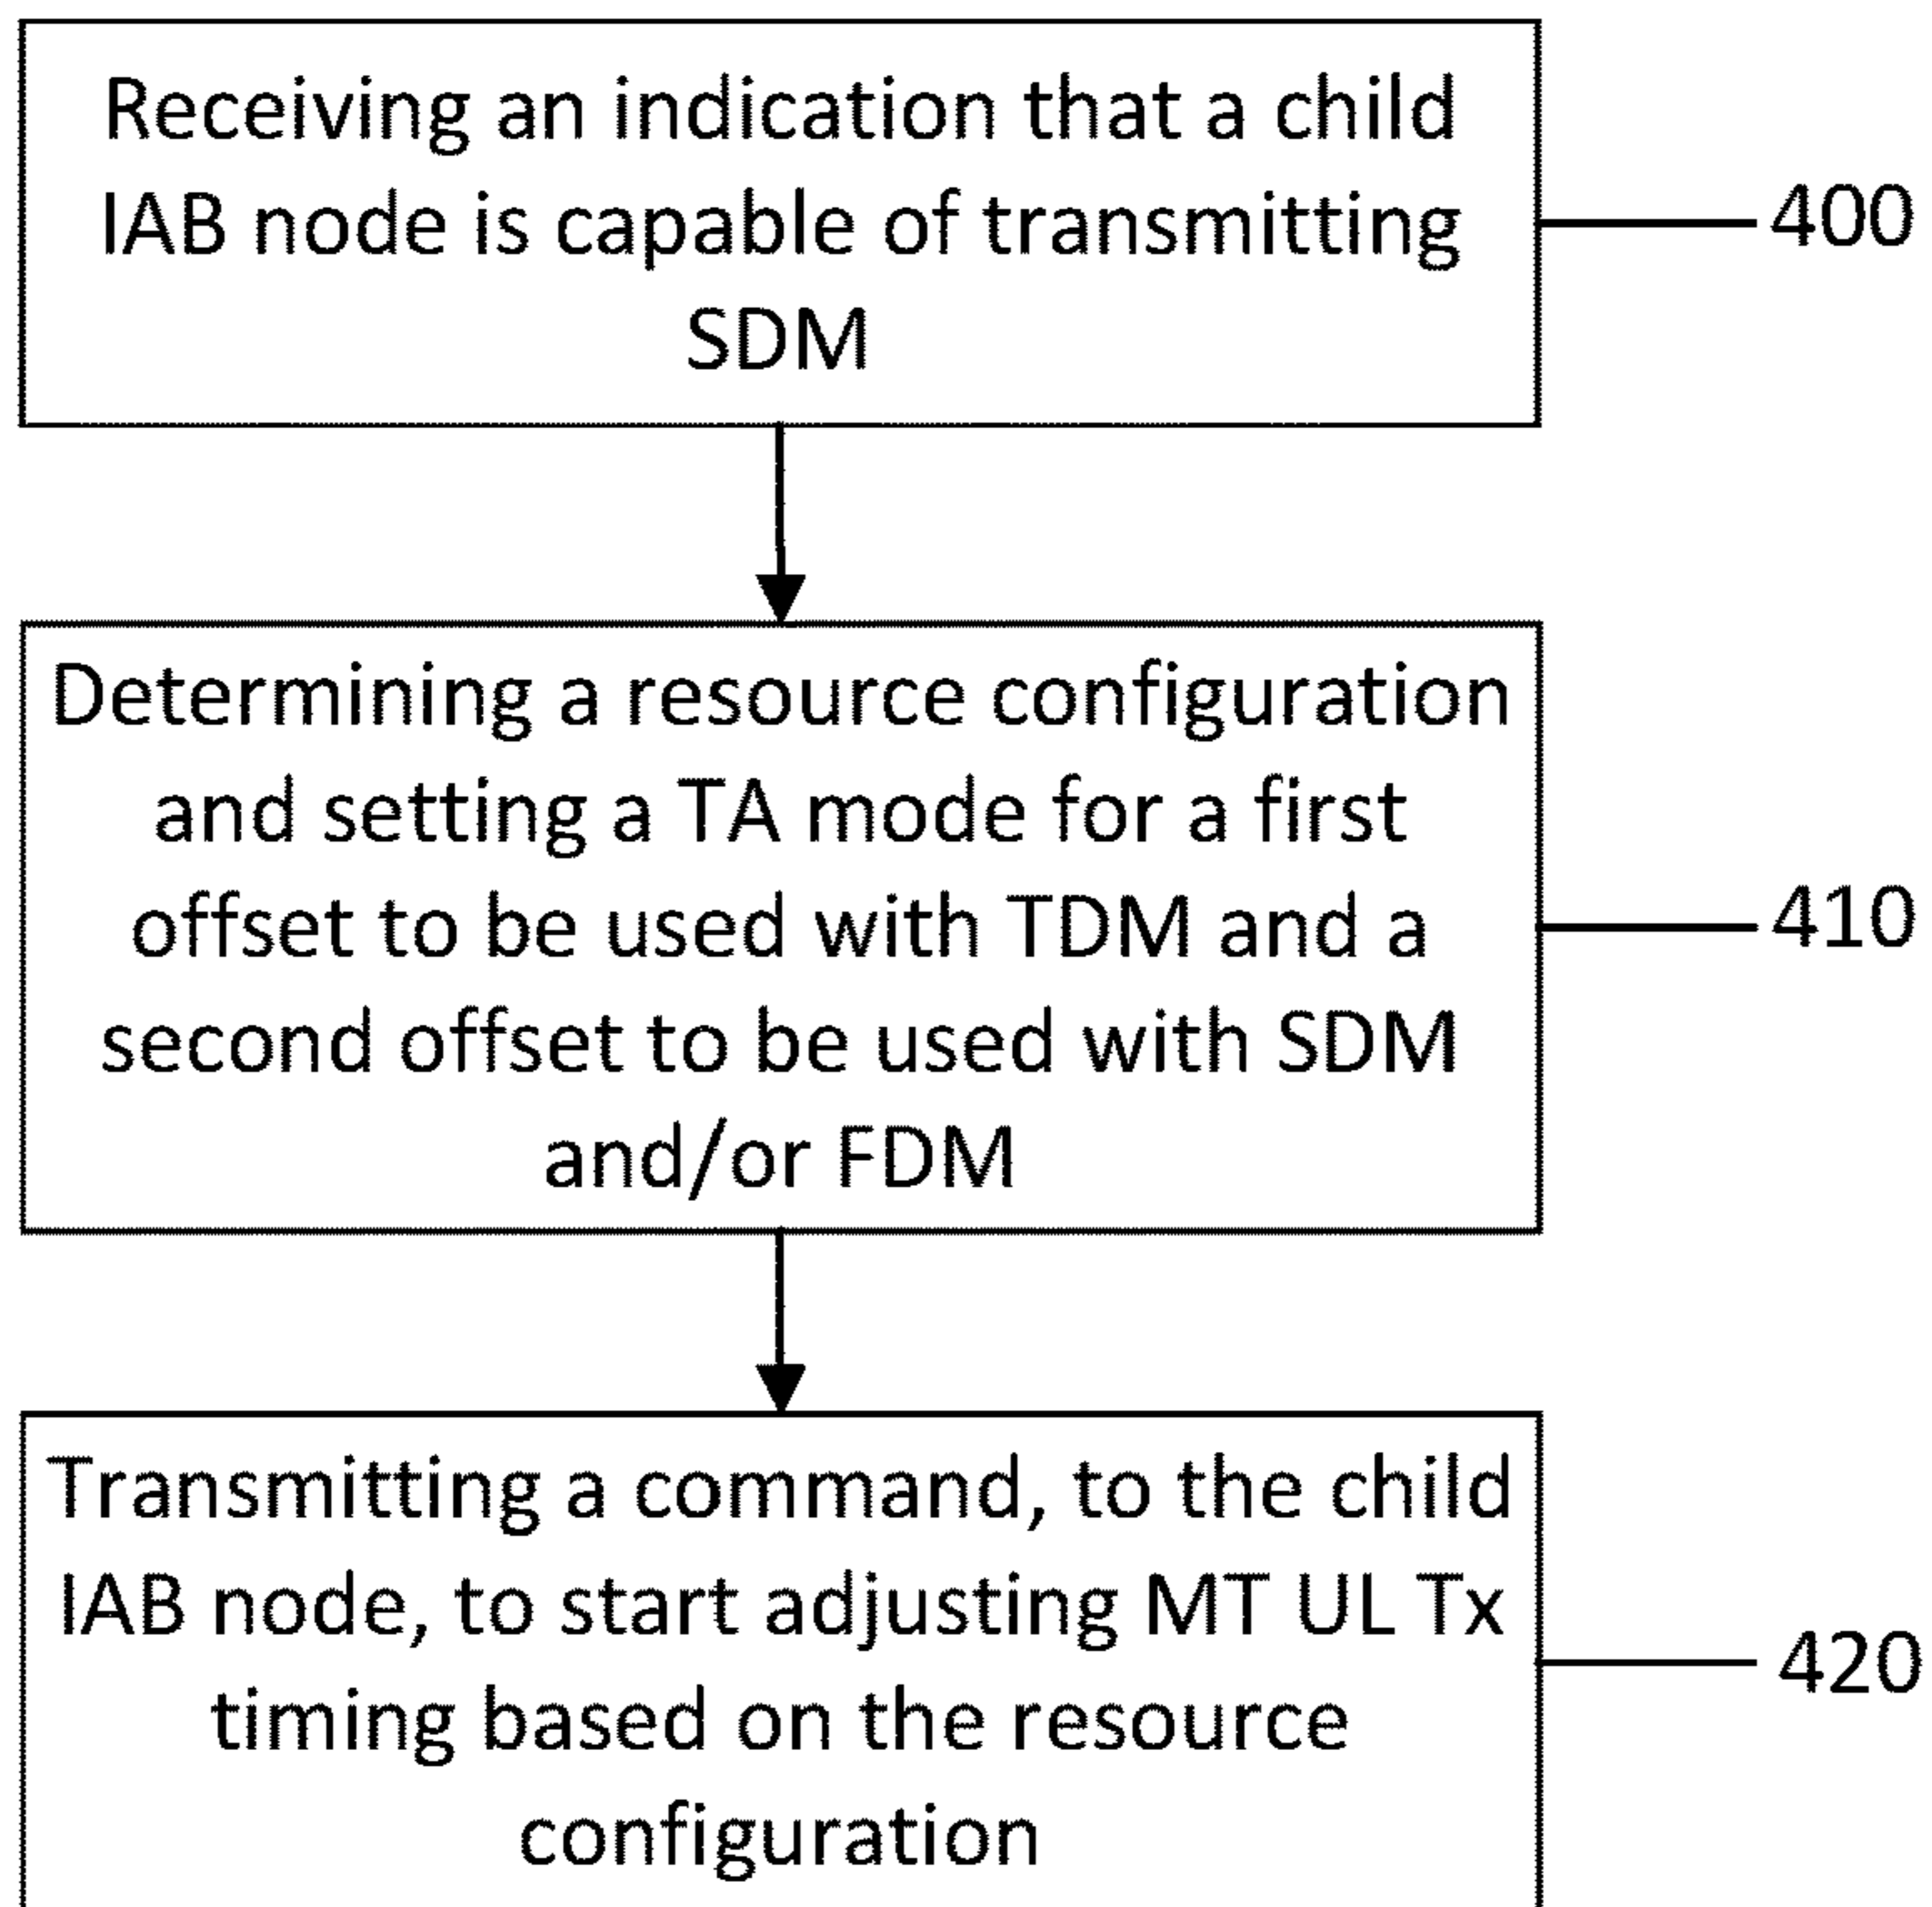 Receiving an indication that a child
IAB node is capable of transmitting
SDM
400
Determining a resource configuration
and setting a TA mode for a first
offset to be used with TDM and a
second offset to be used with SDM
and/or FDM
410
Transmitting a command, to the child
IAB node, to start adjusting MT UL Tx
timing based on the resource
configuration
420